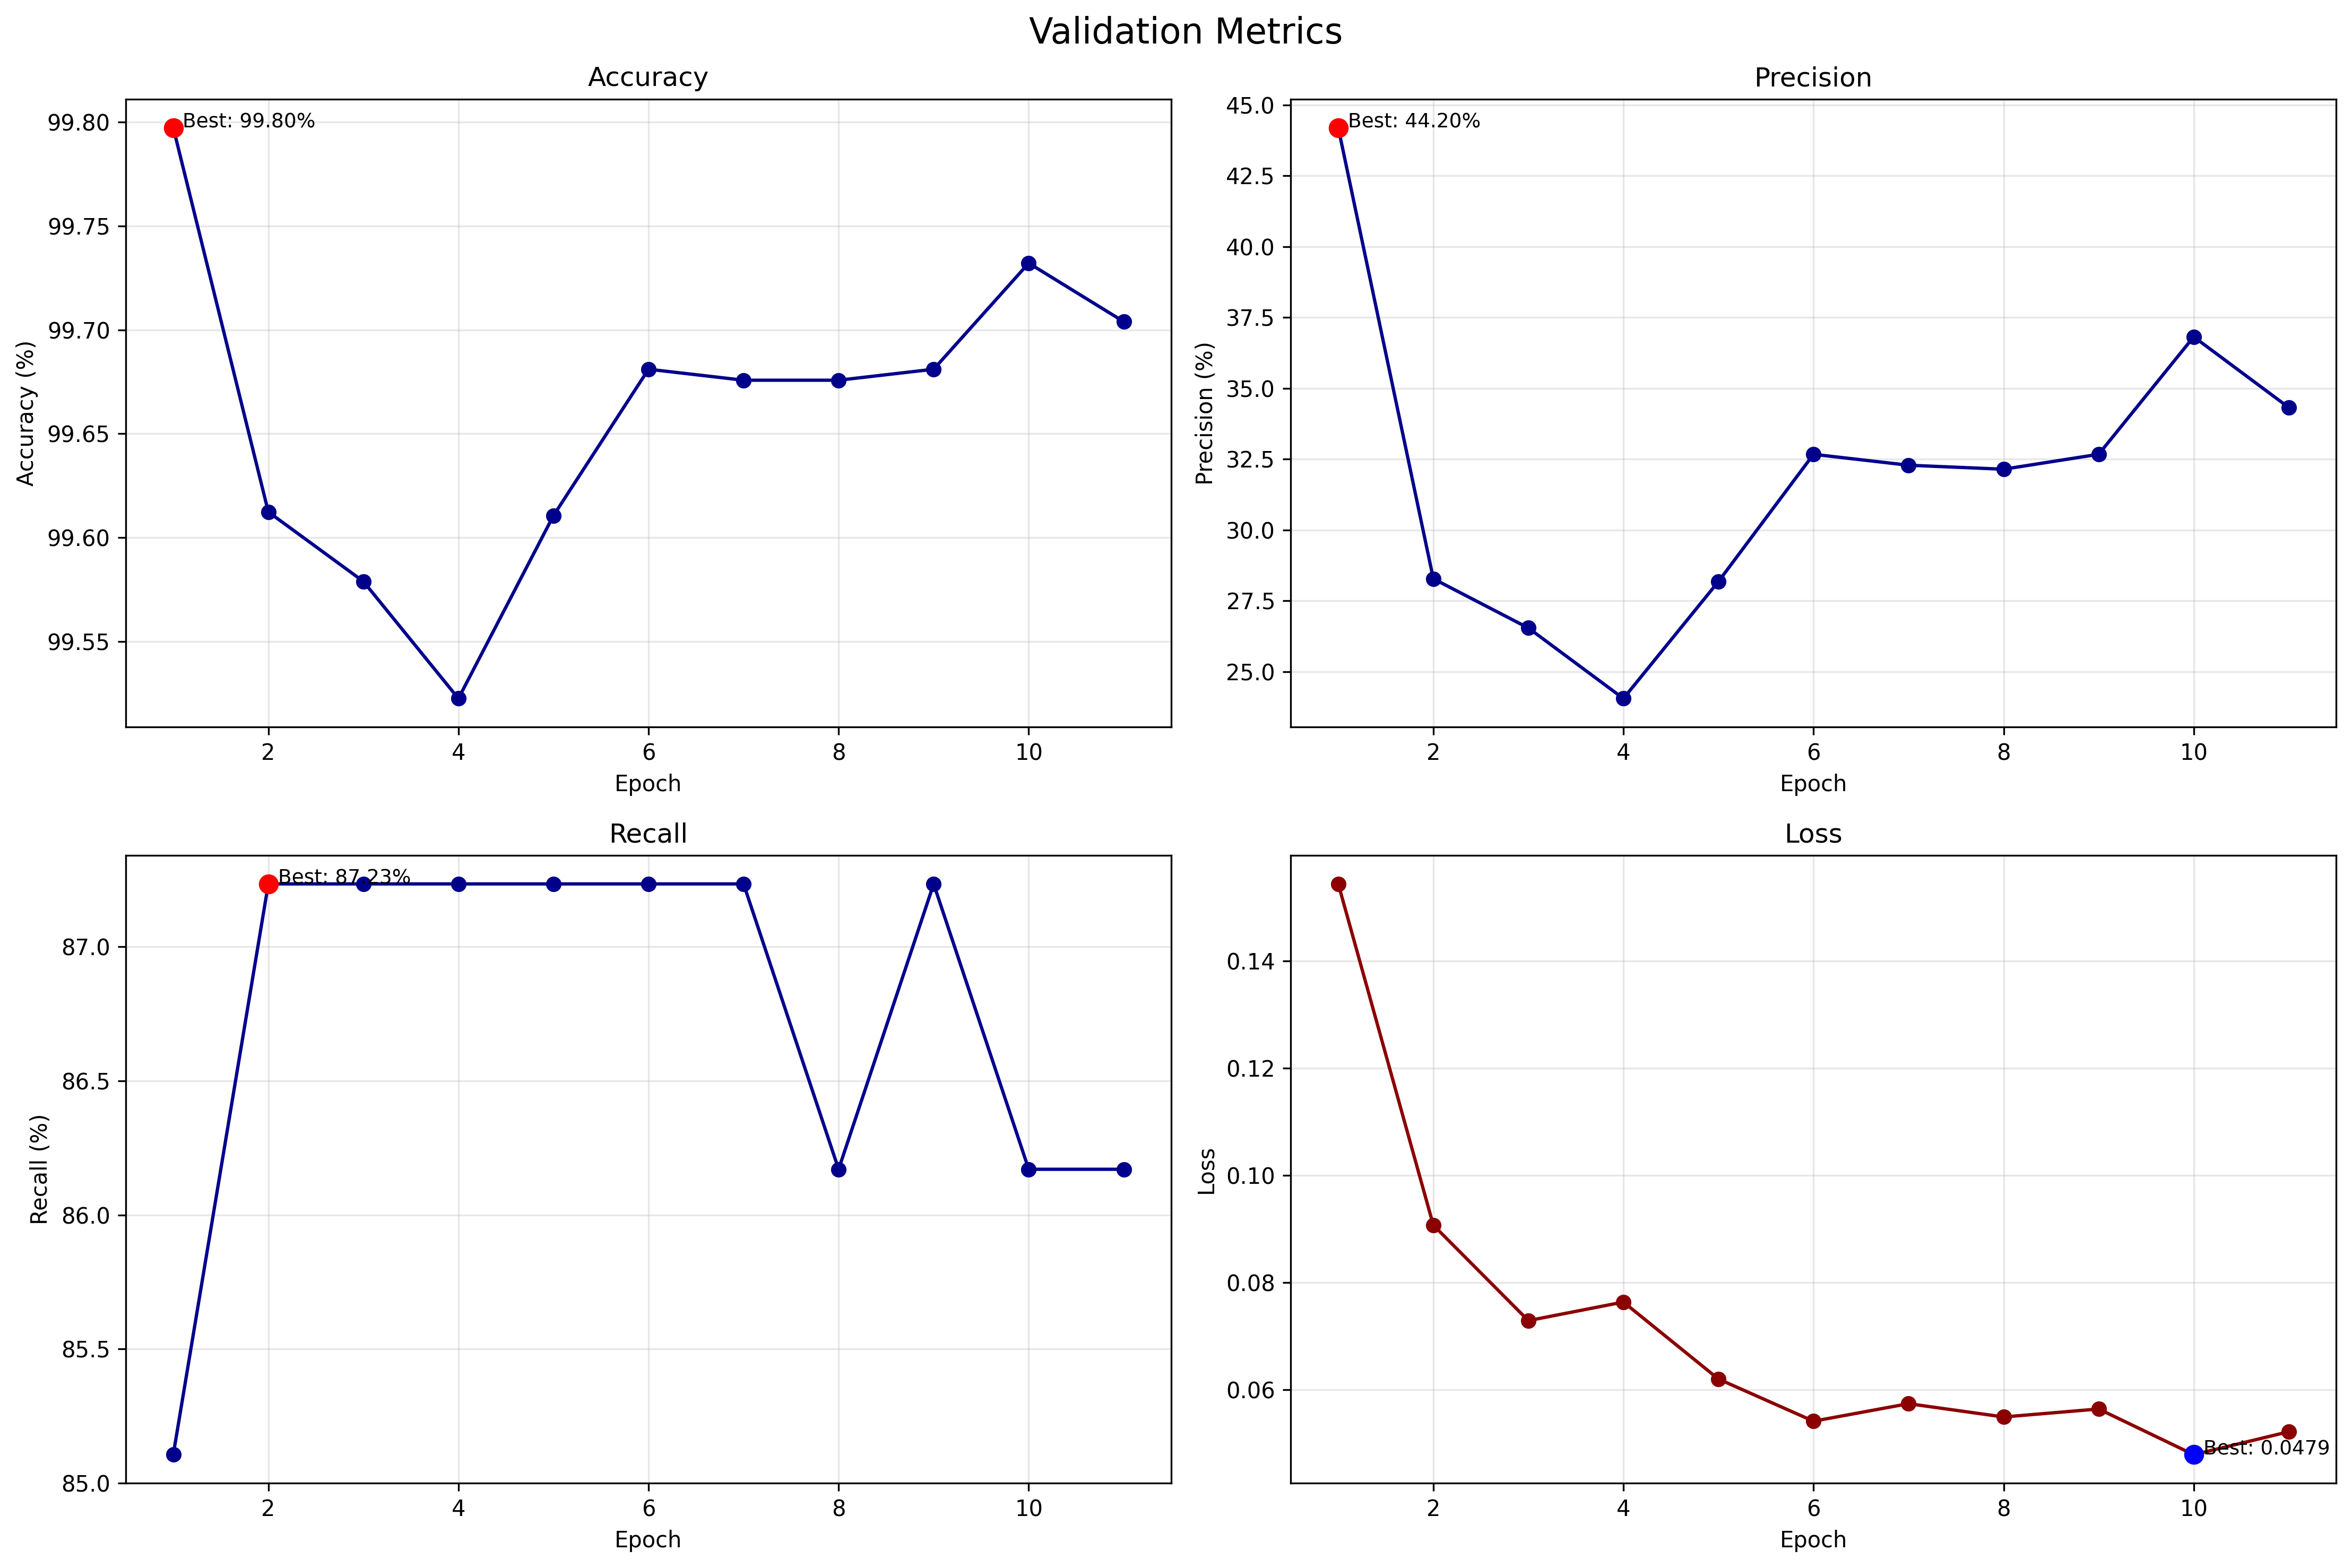 Validation Metrics
Accuracy
Accuracy (%)
99.80
99.75
99.70
99.65
99.60
99.55
Best: 99.80%
2 4 6 8 10
Epoch
Precision
Precision (%)
45.0
42.5
40.0
37.5
35.0
32.5
30.0
27.5
25.0
Best: 44.20%
2 4 6 8 10
Epoch
Recall
Recall (%)
87.0
86.5
86.0
85.5
85.0
Best: 87.23%
2 4 6 8 10
Epoch
Loss
Loss
0.14
0.12
0.10
0.08
0.06
Best: 0.0479
2 4 6 8 10
Epoch